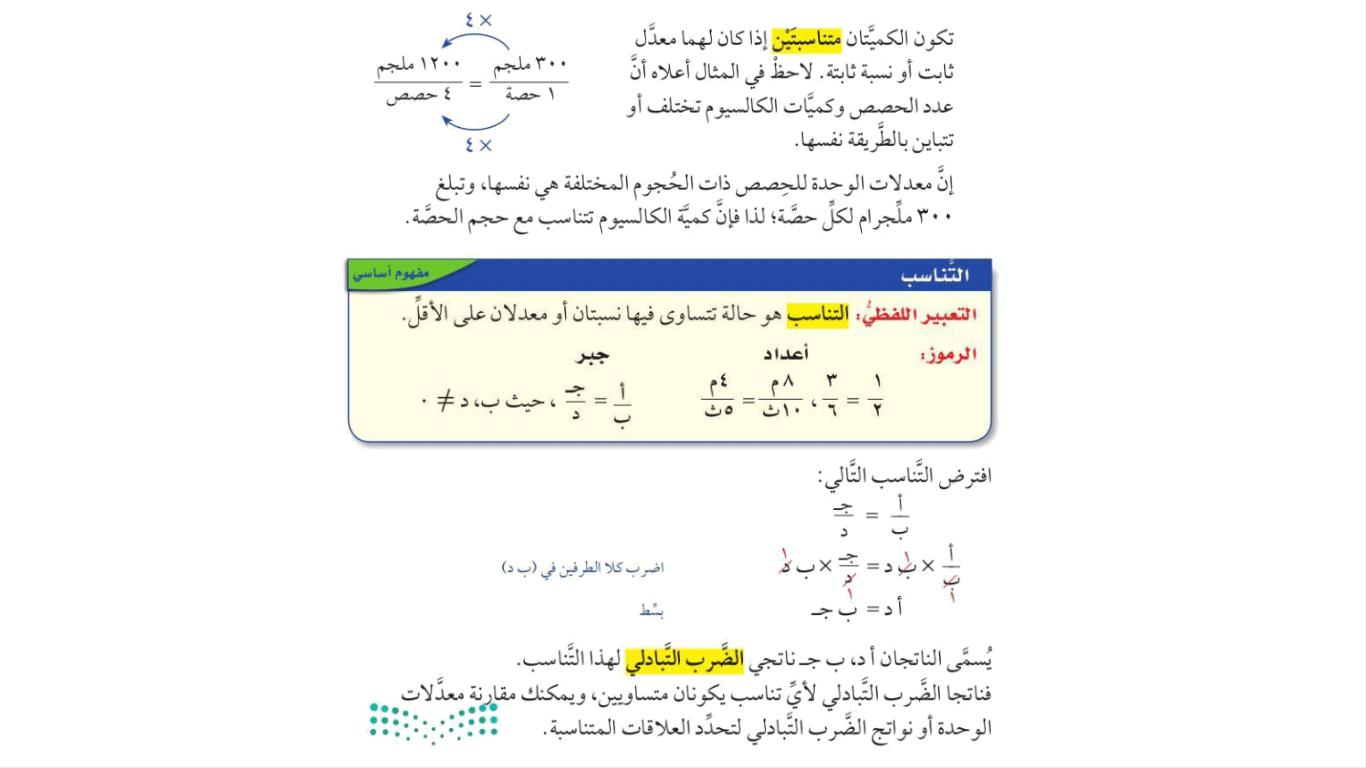 تكون الكميَّتان متناسبتَيْن إذا كان لهما معدَّل
ثابت أو نسبة ثابتة. لاحظْ في المثال أعلاه أنَّ
عدد الحصص وكميَّات الكالسيوم تختلف أو
تتباين بالطَّريقة نفسها.
× ٤
٣٠٠ ملجم / ١ حصة = ١٢٠٠ ملجم / ٤ حصص
× ٤
إنَّ معدلات الوحدة للحِصص ذات الحُجوم المختلفة هي نفسها، وتبلغ
٣٠٠ ملِّجرام لكلِّ حصَّة؛ لذا فإنَّ كميَّة الكالسيوم تتناسب مع حجم الحصَّة.
التَّناسب
مفهوم أساسي
التعبير اللفظيُّ: التناسب هو حالة تتساوى فيها نسبتان أو معدلان على الأقلِّ.
الرموز: أعداد جبر
١/٢ = ٣/٦ ، ٨م/١٠ث = ٤م/٥ث أ/ب = جـ/د ، حيث ب، د ≠ ٠
افترض التَّناسب التَّالي:
أ/ب = جـ/د
أ/ب × ب د = جـ/د × ب د اضرب كلا الطرفين في (ب د)
١ ١ ١ ١
أ د = ب جـ بسِّط
يُسمَّى الناتجان أ د، ب جـ ناتجي الضَّرب التَّبادلي لهذا التَّناسب.
فناتجا الضَّرب التَّبادلي لأيِّ تناسب يكونان متساويين، ويمكنك مقارنة معدَّلات
الوحدة أو نواتج الضَّرب التَّبادلي لتحدِّد العلاقات المتناسبة.